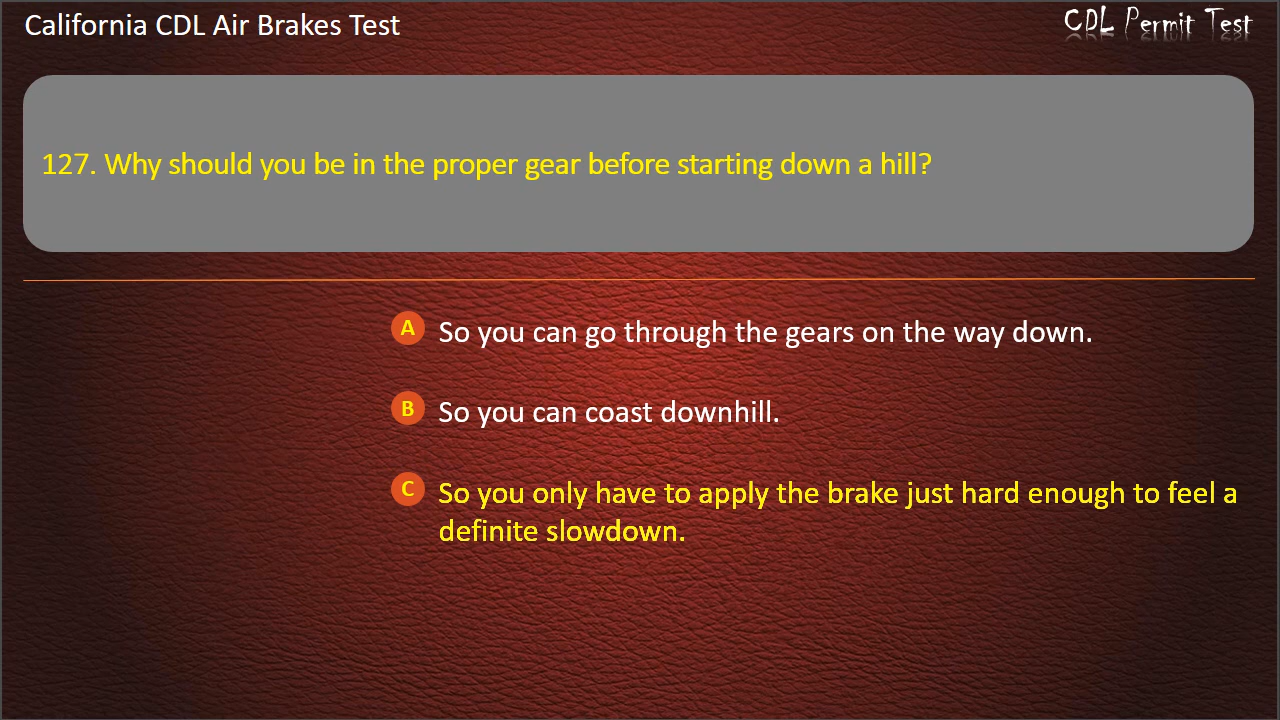 California CDL Air Brakes Test
CDL Permit Test
127. Why should you be in the proper gear before starting down a hill?
A So you can go through the gears on the way down.
B So you can coast downhill.
C So you only have to apply the brake just hard enough to feel a
definite slowdown.